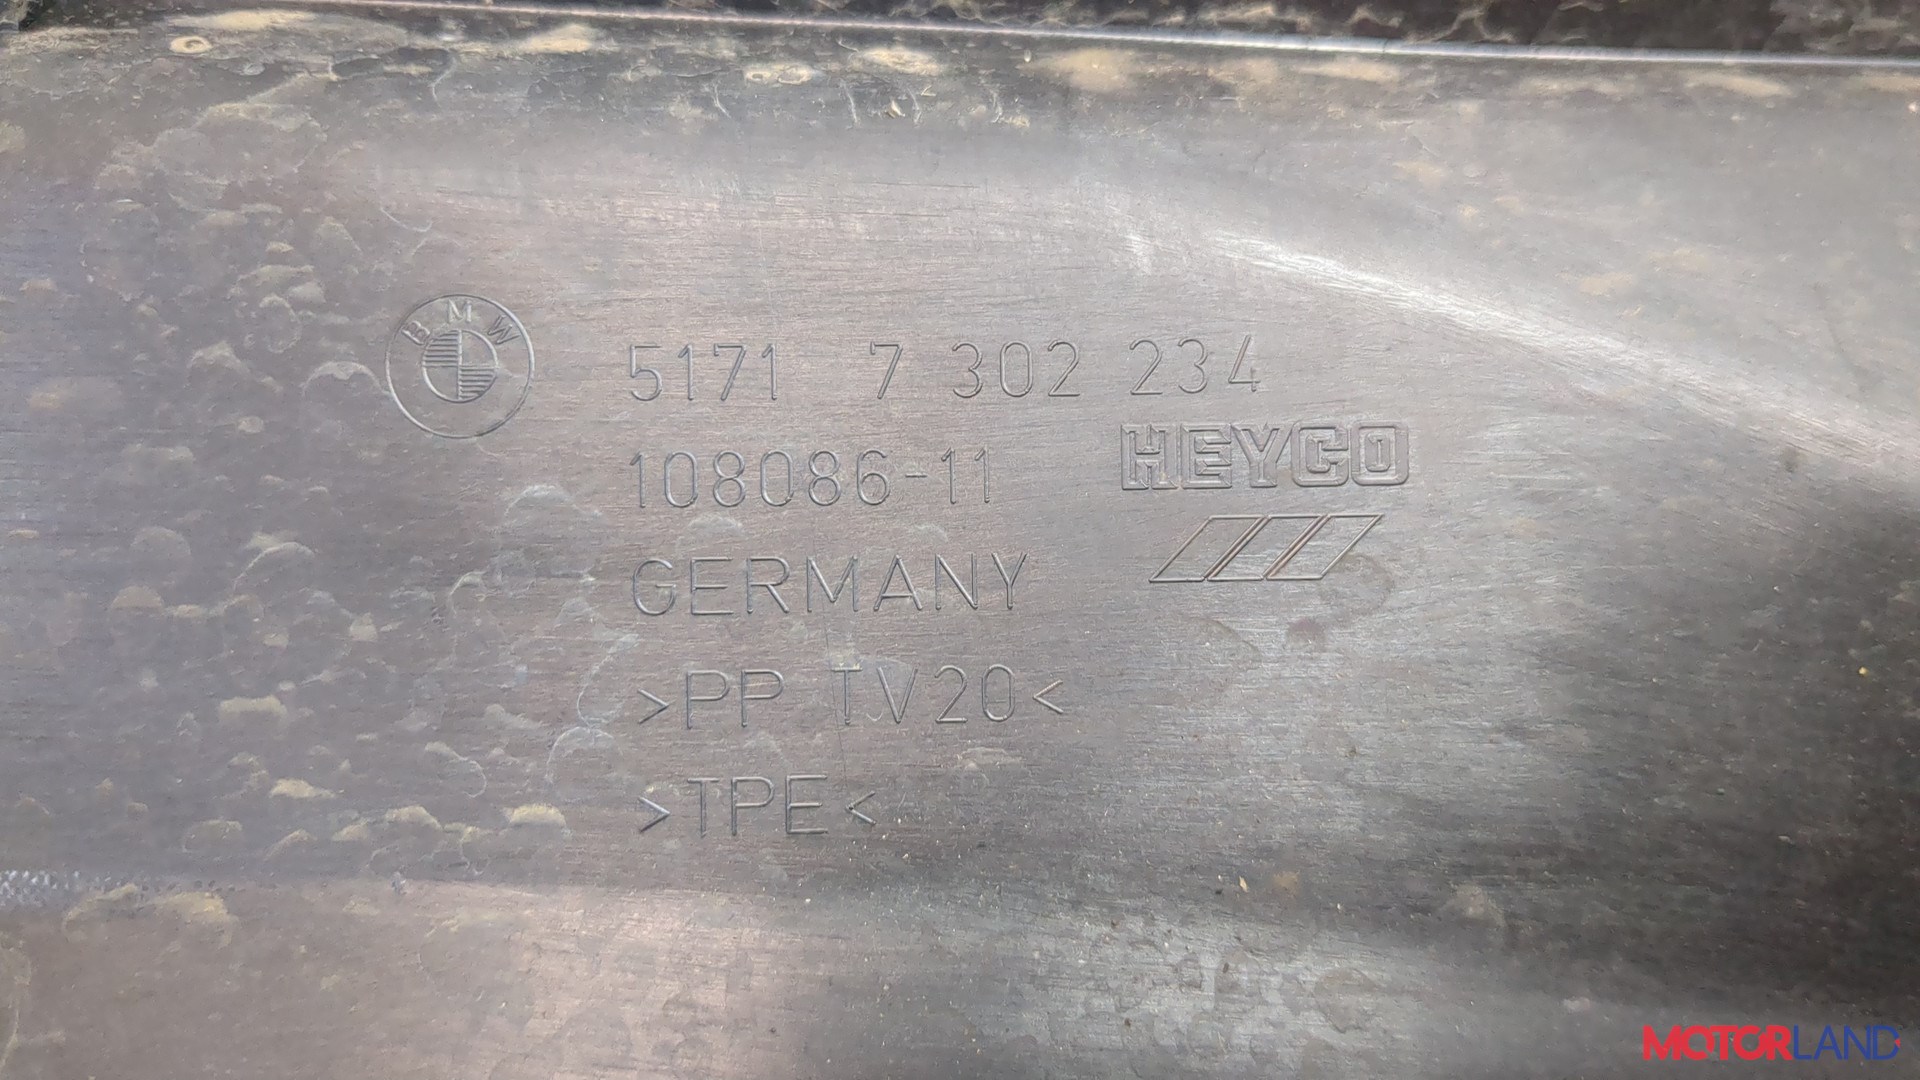 BMW
5171 7 302 234
108086-11
HEYCO
GERMANY
>PP TV20<
>TPE<
MOTORLAND